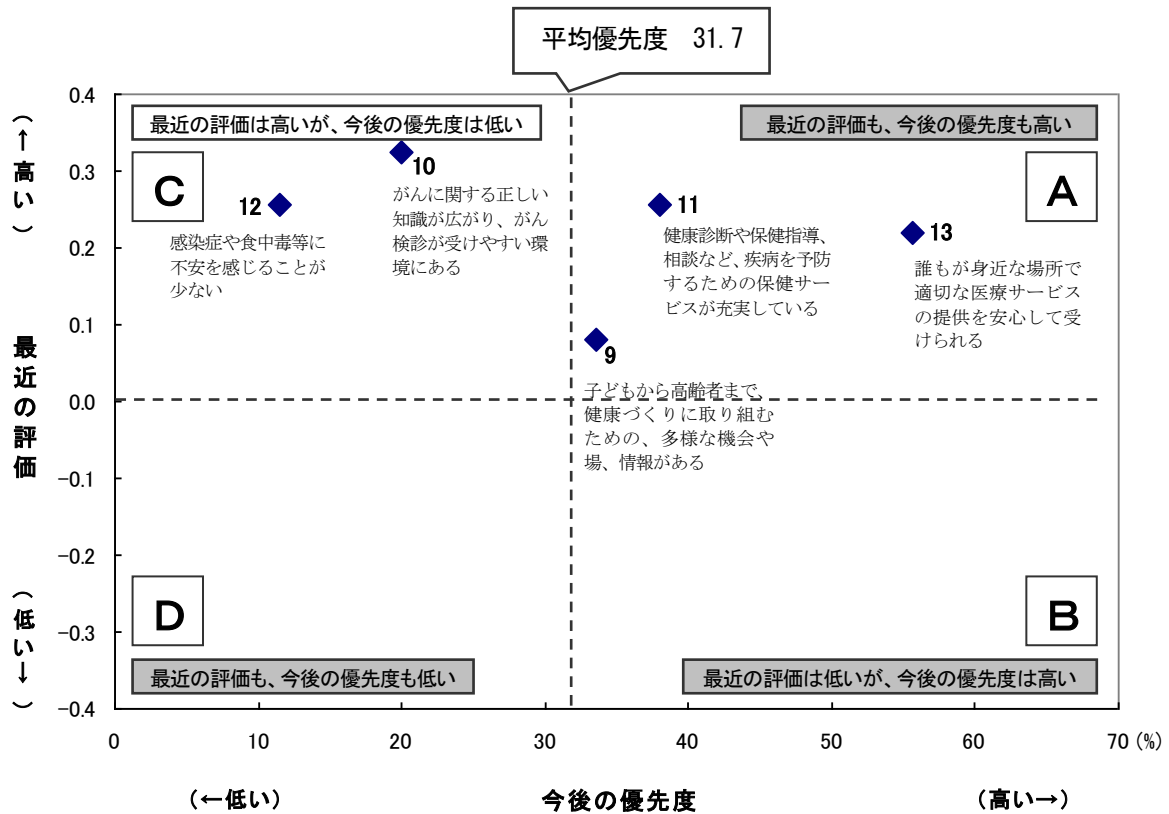 平均優先度 31.7
0.4
0.3
0.2
0.1
0.0
-0.1
-0.2
-0.3
-0.4
(↑高い)
最近の評価
(低い↓)
最近の評価は高いが、今後の優先度は低い
最近の評価も、今後の優先度も高い
C
A
10
がんに関する正しい
知識が広がり、がん
検診が受けやすい環
境にある
12
感染症や食中毒等に
不安を感じることが
少ない
11
健康診断や保健指導、
相談など、疾病を予防
するための保健サー
ビスが充実している
13
誰もが身近な場所で
適切な医療サービス
の提供を安心して受
けられる
9
子どもから高齢者まで、
健康づくりに取り組む
ための、多様な機会や
場、情報がある
D
B
最近の評価も、今後の優先度も低い
最近の評価は低いが、今後の優先度は高い
0 10 20 30 40 50 60 70 (%)
(←低い) 今後の優先度 (高い→)